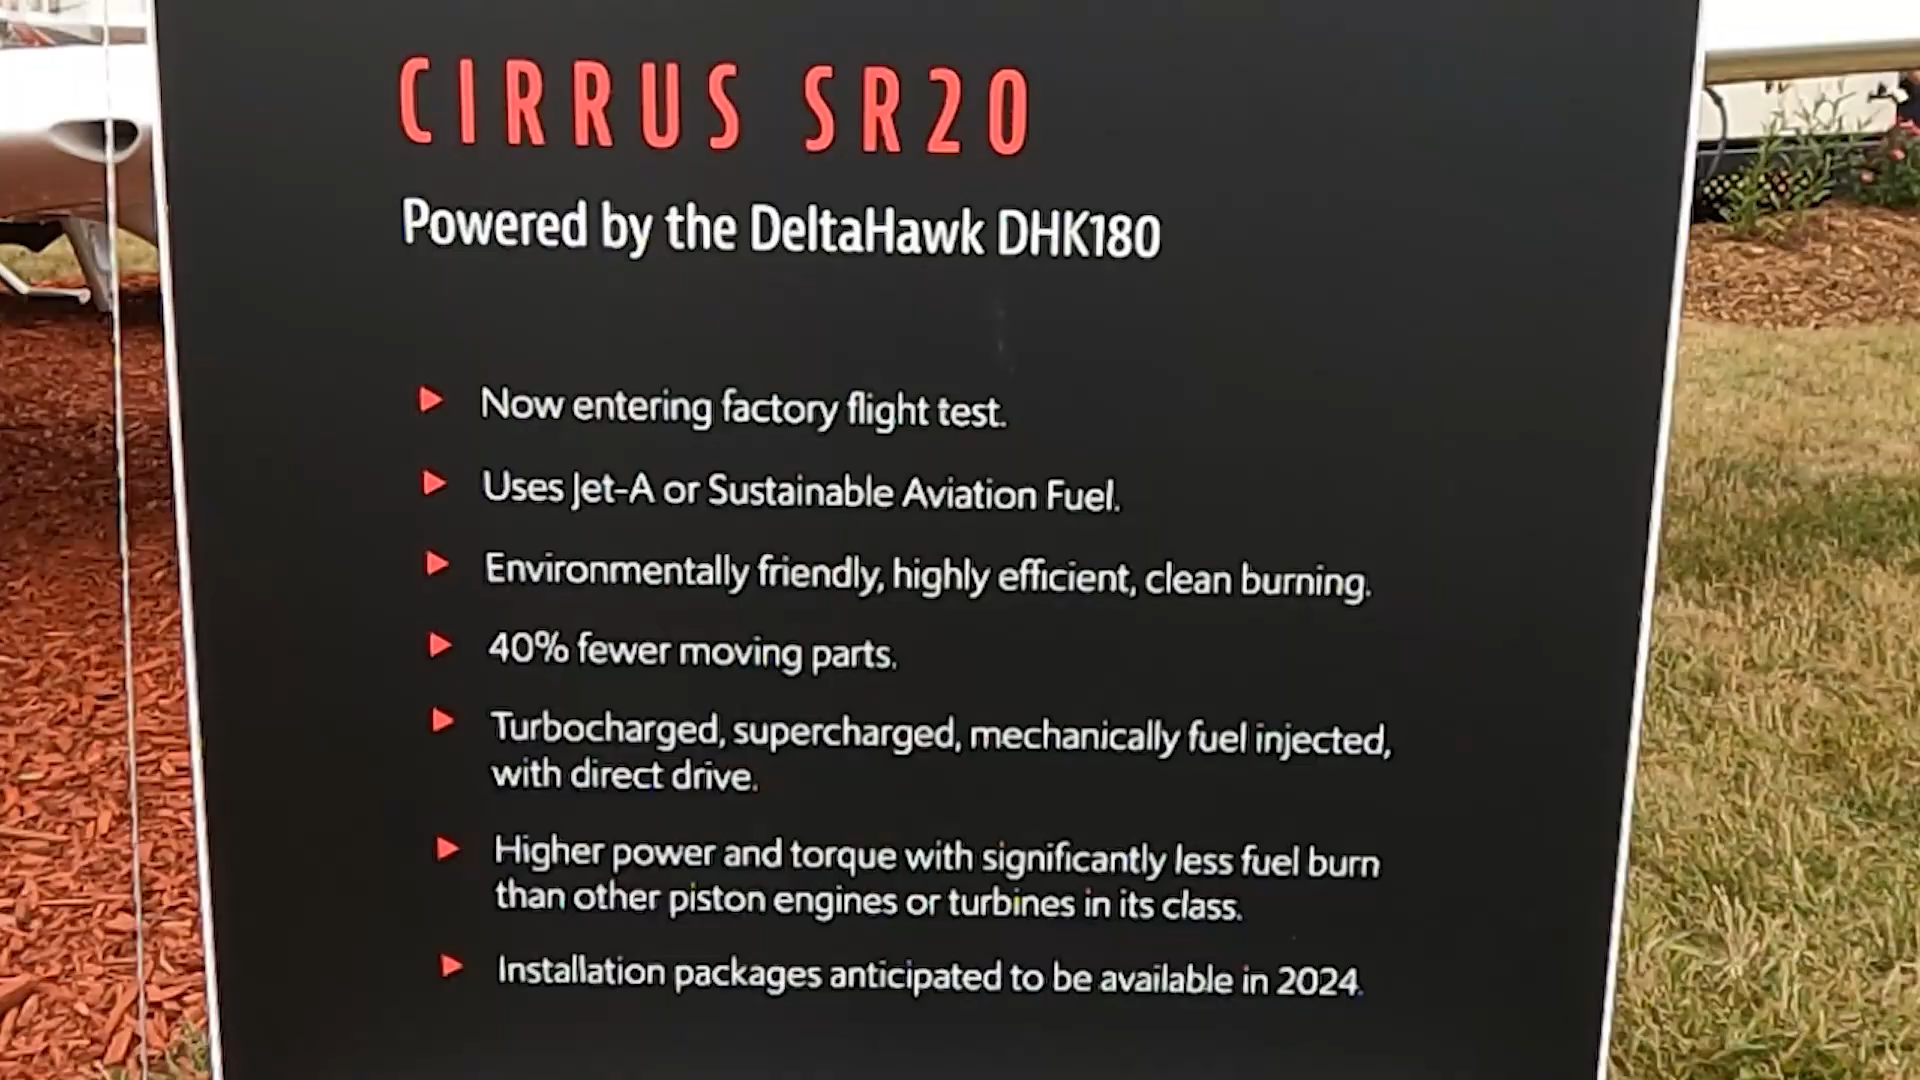 CIRRUS SR20
Powered by the DeltaHawk DHK180
Now entering factory flight test.
Uses Jet-A or Sustainable Aviation Fuel.
Environmentally friendly, highly efficient, clean burning.
40% fewer moving parts.
Turbocharged, supercharged, mechanically fuel injected,
with direct drive.
Higher power and torque with significantly less fuel burn
than other piston engines or turbines in its class.
Installation packages anticipated to be available in 2024.